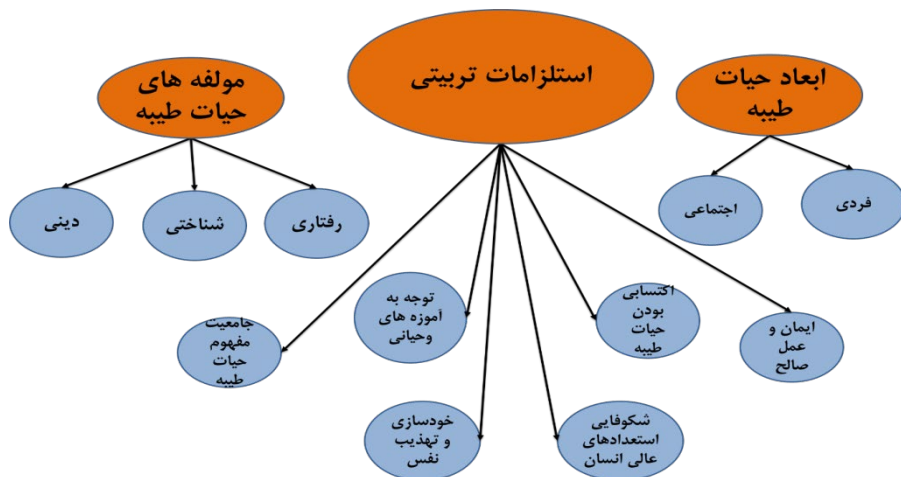 ابعاد حیات
طیبه
استلزامات تربیتی
مولفه های
حیات طیبه
فردی
اجتماعی
رفتاری
شناختی
دینی
ایمان و
عمل
صالح
اکتسابی
بودن
حیات
طیبه
توجه به
آموزه های
وحیانی
جامعیت
مفهوم
حیات
طیبه
شکوفایی
استعدادهای
عالی انسان
خودسازی
و تهذیب
نفس